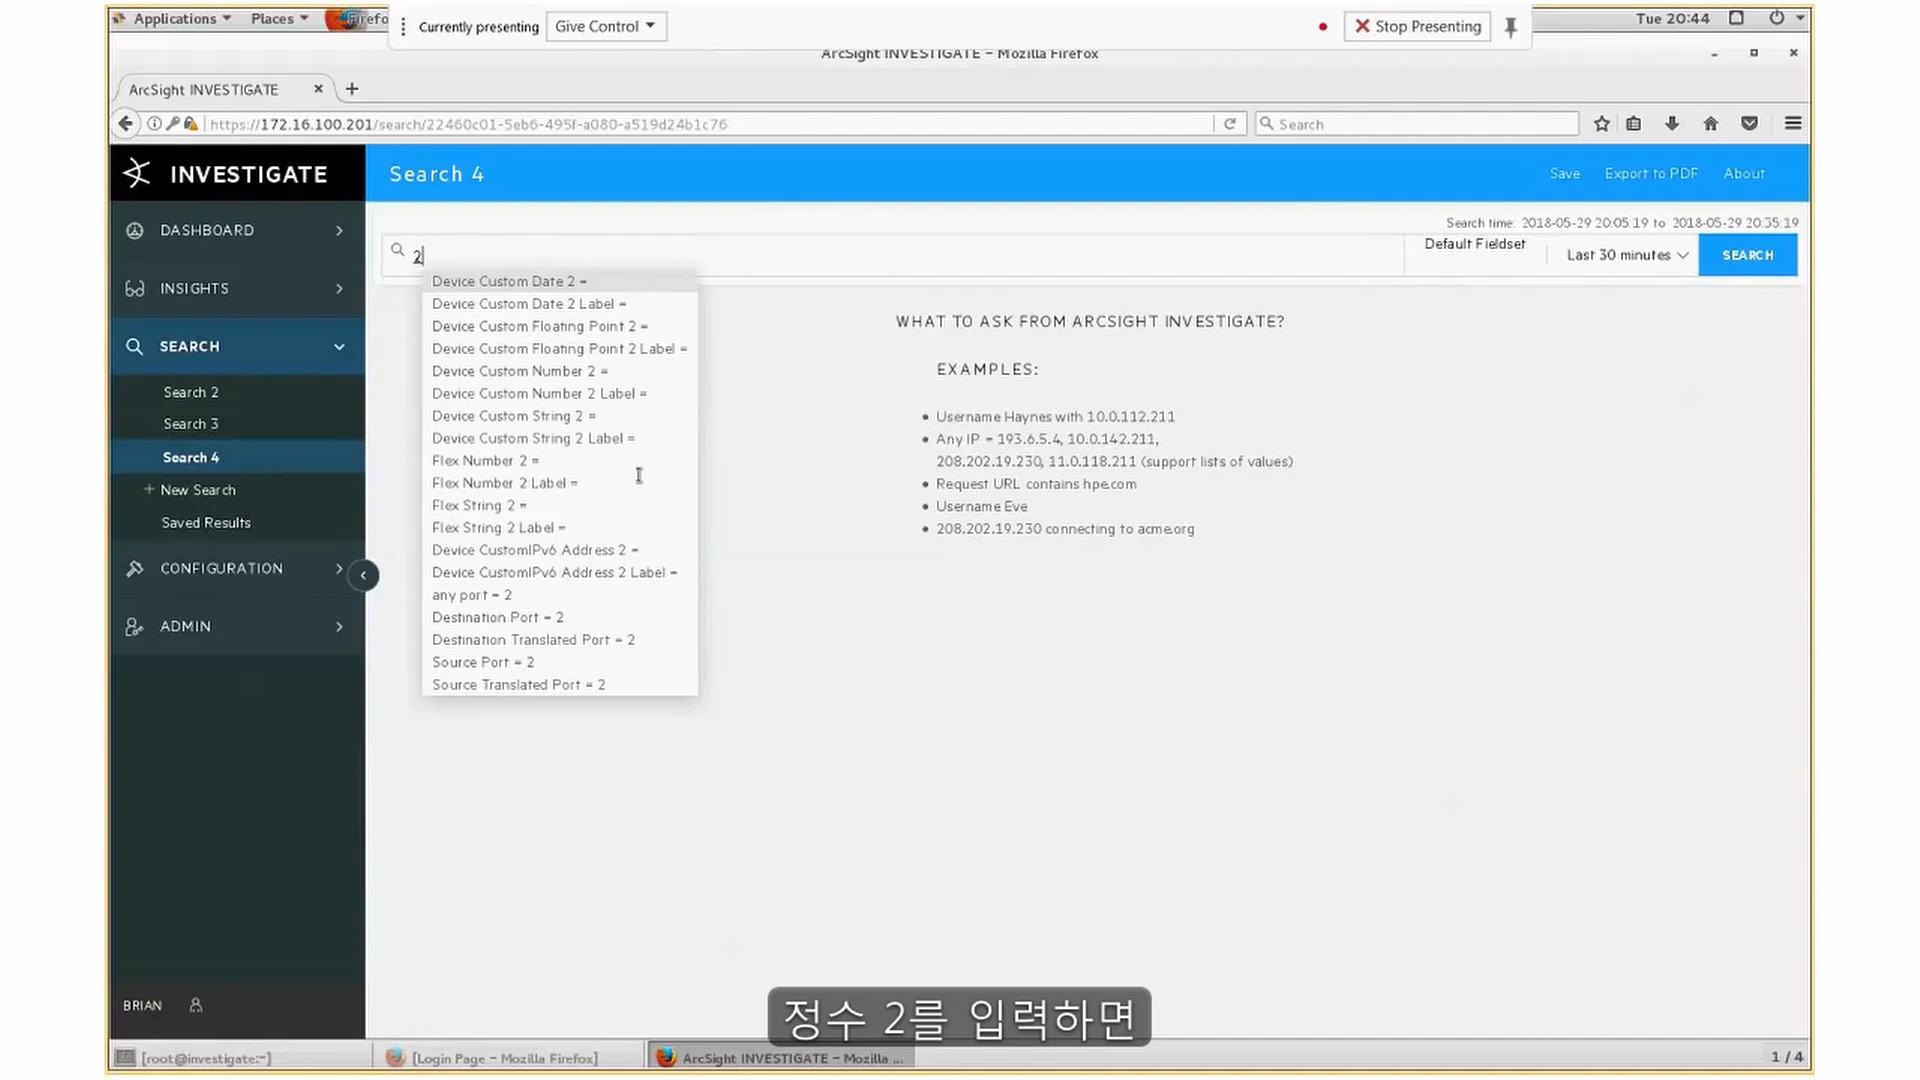 Applications
Places
Firefo
Currently presenting
Give Control
Stop Presenting
Tue 20:44
ArcSight INVESTIGATE – Mozilla Firefox
ArcSight INVESTIGATE
https://172.16.100.201/search/22460c01-5eb6-495f-a080-a519d24b1c76
Search
INVESTIGATE
Search 4
Save
Export to PDF
About
DASHBOARD
INSIGHTS
SEARCH
Search 2
Search 3
Search 4
+ New Search
Saved Results
CONFIGURATION
ADMIN
BRIAN
Search time: 2018-05-29 20:05:19 to 2018-05-29 20:35:19
2
Default Fieldset
Last 30 minutes
SEARCH
Device Custom Date 2 =
Device Custom Date 2 Label =
Device Custom Floating Point 2 =
Device Custom Floating Point 2 Label =
Device Custom Number 2 =
Device Custom Number 2 Label =
Device Custom String 2 =
Device Custom String 2 Label =
Flex Number 2 =
Flex Number 2 Label =
Flex String 2 =
Flex String 2 Label =
Device CustomIPv6 Address 2 =
Device CustomIPv6 Address 2 Label =
any port = 2
Destination Port = 2
Destination Translated Port = 2
Source Port = 2
Source Translated Port = 2
WHAT TO ASK FROM ARCSIGHT INVESTIGATE?
EXAMPLES:
• Username Haynes with 10.0.112.211
• Any IP = 193.6.5.4, 10.0.142.211,
208.202.19.230, 11.0.118.211 (support lists of values)
• Request URL contains hpe.com
• Username Eve
• 208.202.19.230 connecting to acme.org
정수 2를 입력하면
[root@investigate:~]
[Login Page – Mozilla Firefox]
ArcSight INVESTIGATE – Mozilla ...
1 / 4